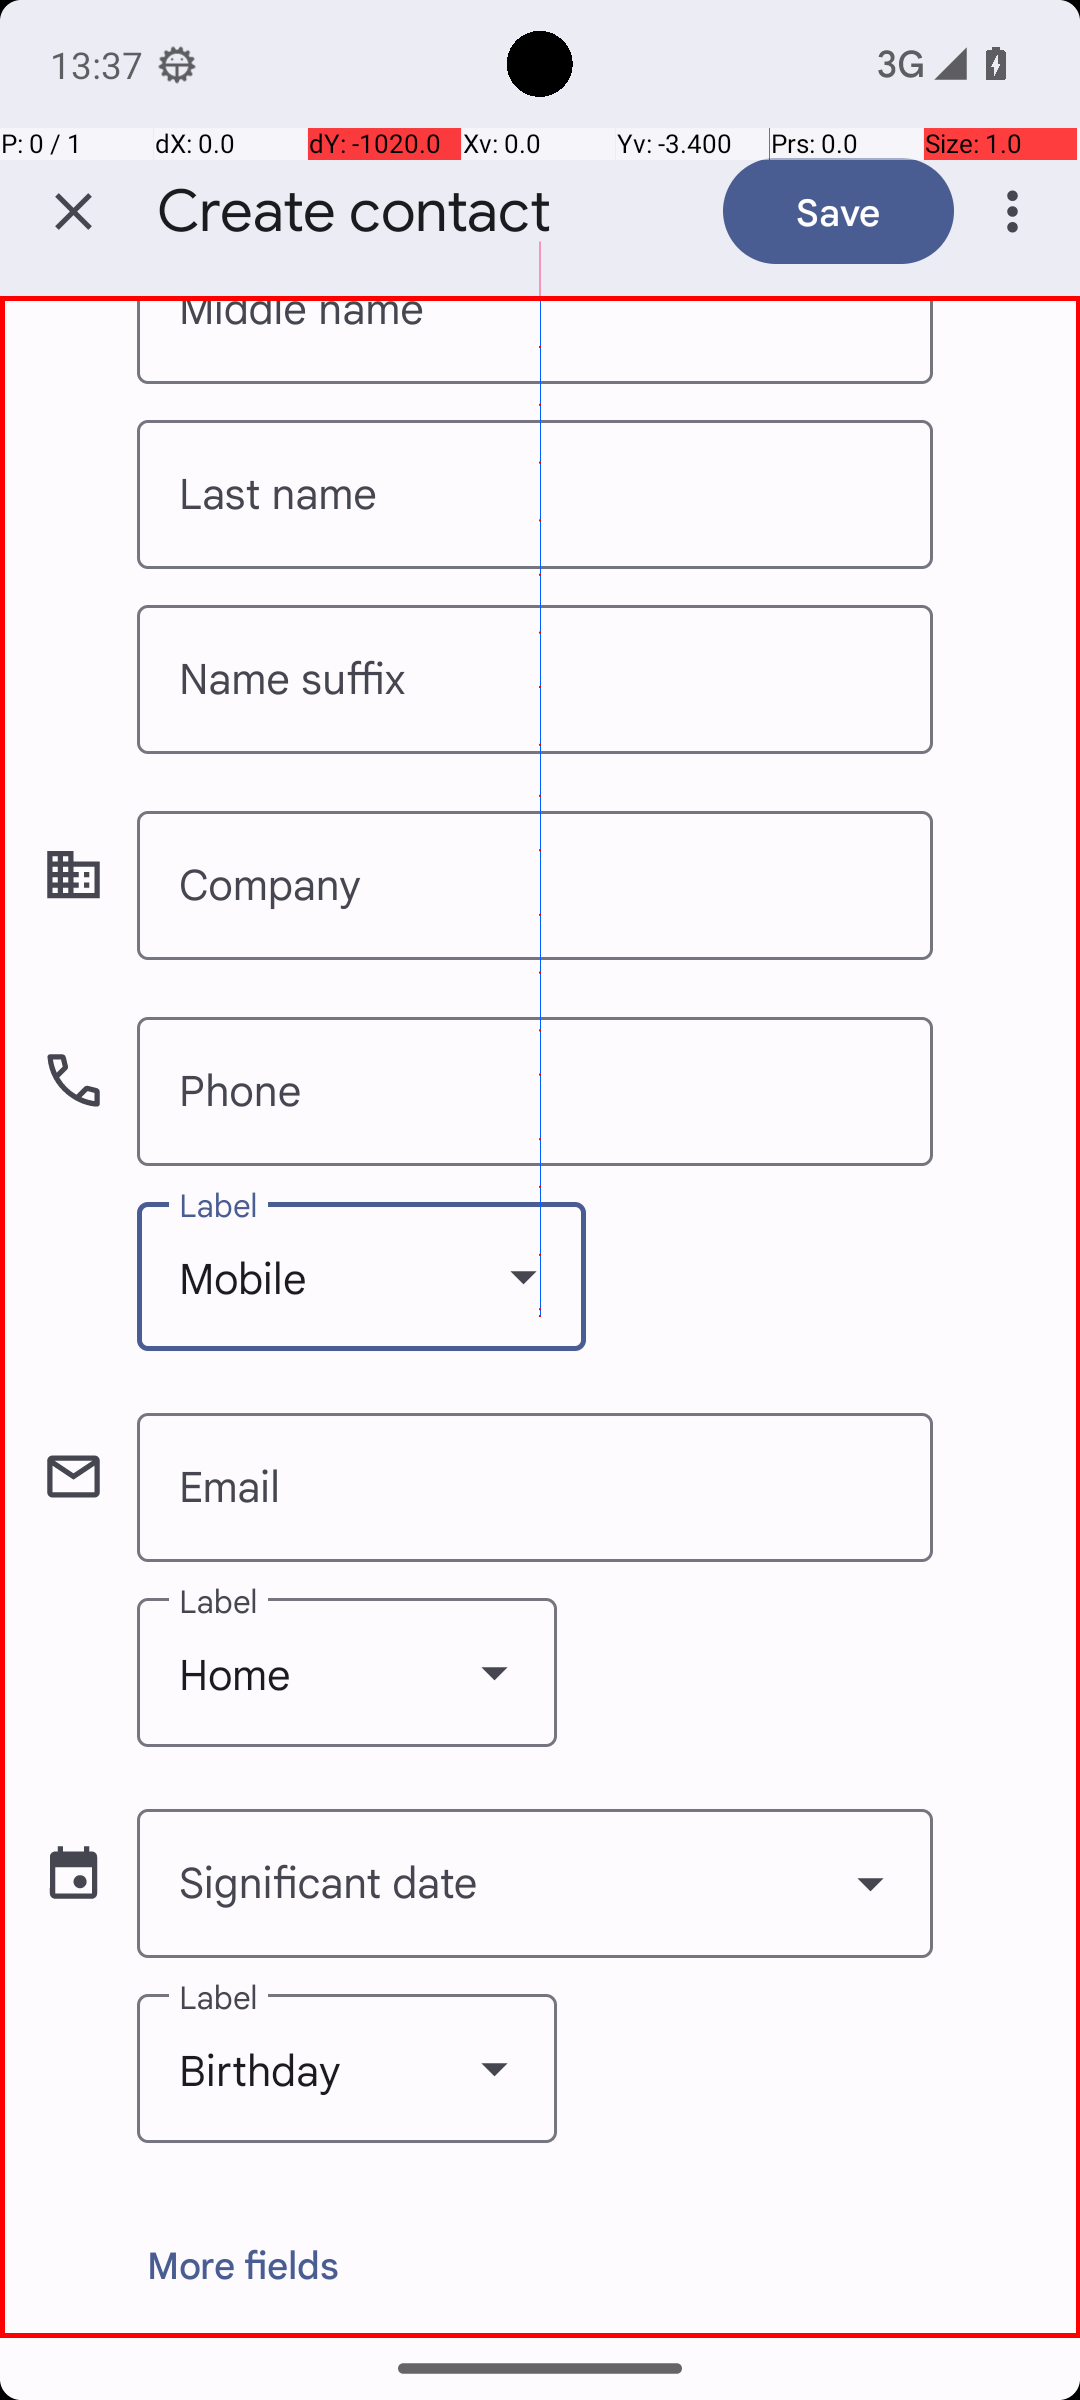 13:37
3G
P: 0 / 1 dX: 0.0 dY: -1020.0 Xv: 0.0 Yv: -3.400 Prs: 0.0 Size: 1.0
Create contact
Save
Middle name
Last name
Name suffix
Company
Phone
Label
Mobile
Email
Label
Home
Significant date
Label
Birthday
More fields